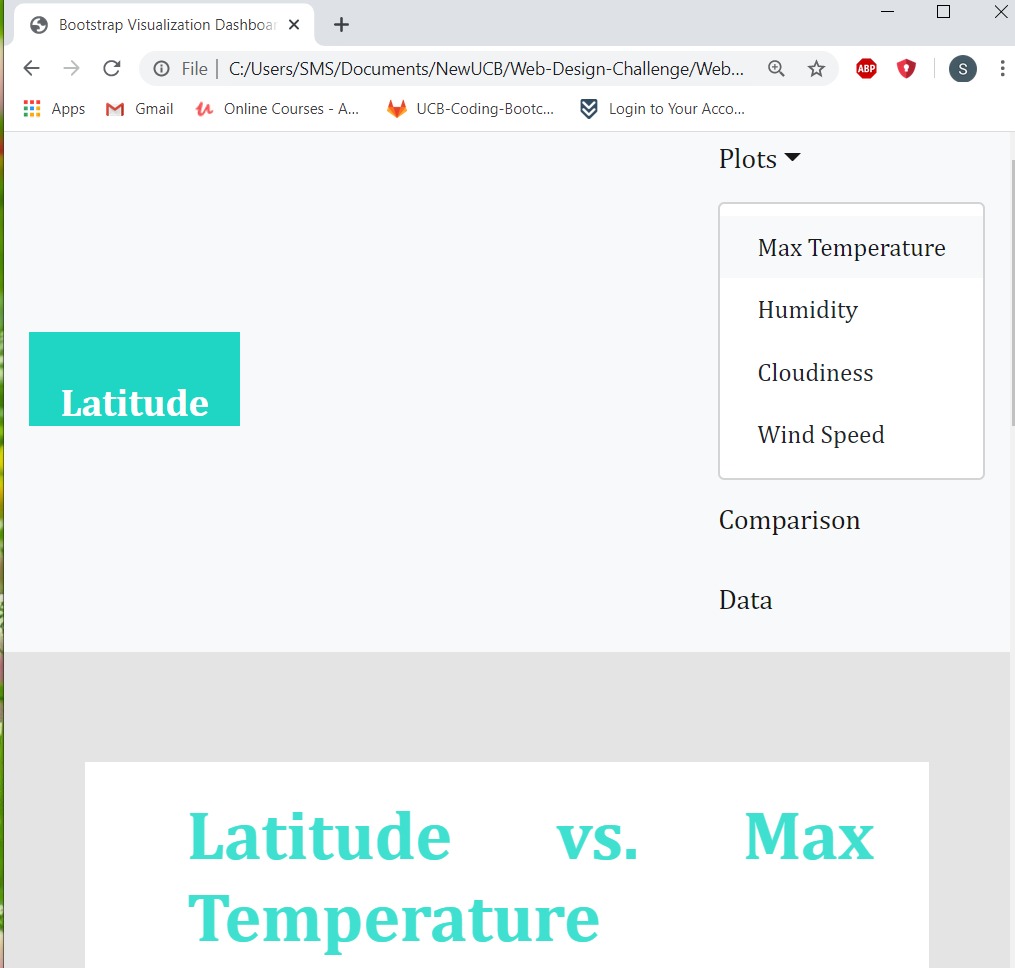 Bootstrap Visualization Dashboar
File | C:/Users/SMS/Documents/NewUCB/Web-Design-Challenge/Web...
ABP
S
Apps
Gmail
Online Courses - A...
UCB-Coding-Bootc...
Login to Your Acco...
Plots
Max Temperature
Humidity
Cloudiness
Wind Speed
Latitude
Comparison
Data
Latitude vs. Max
Temperature